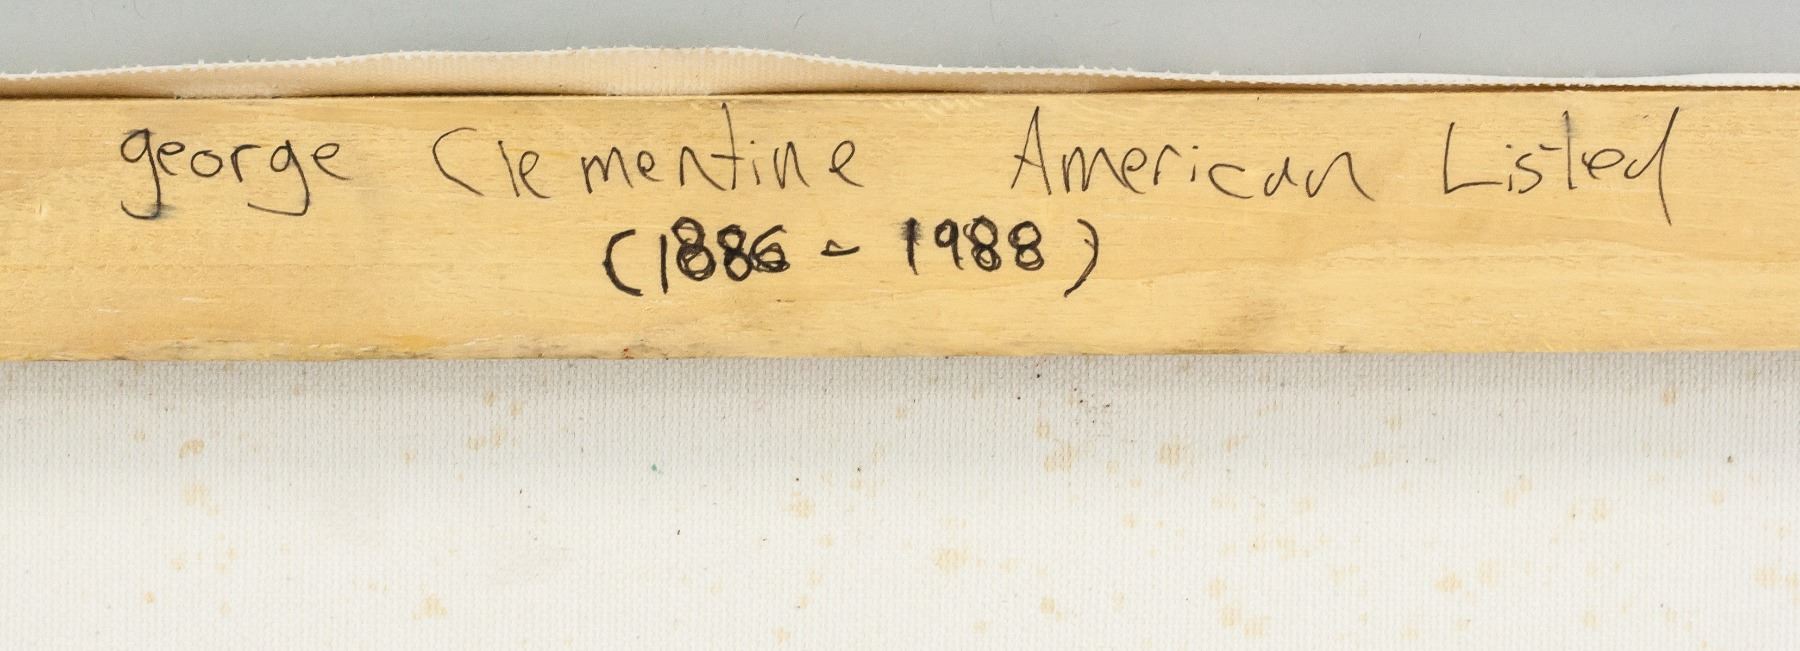 george Clementine American Listed
(1886 - 1988)